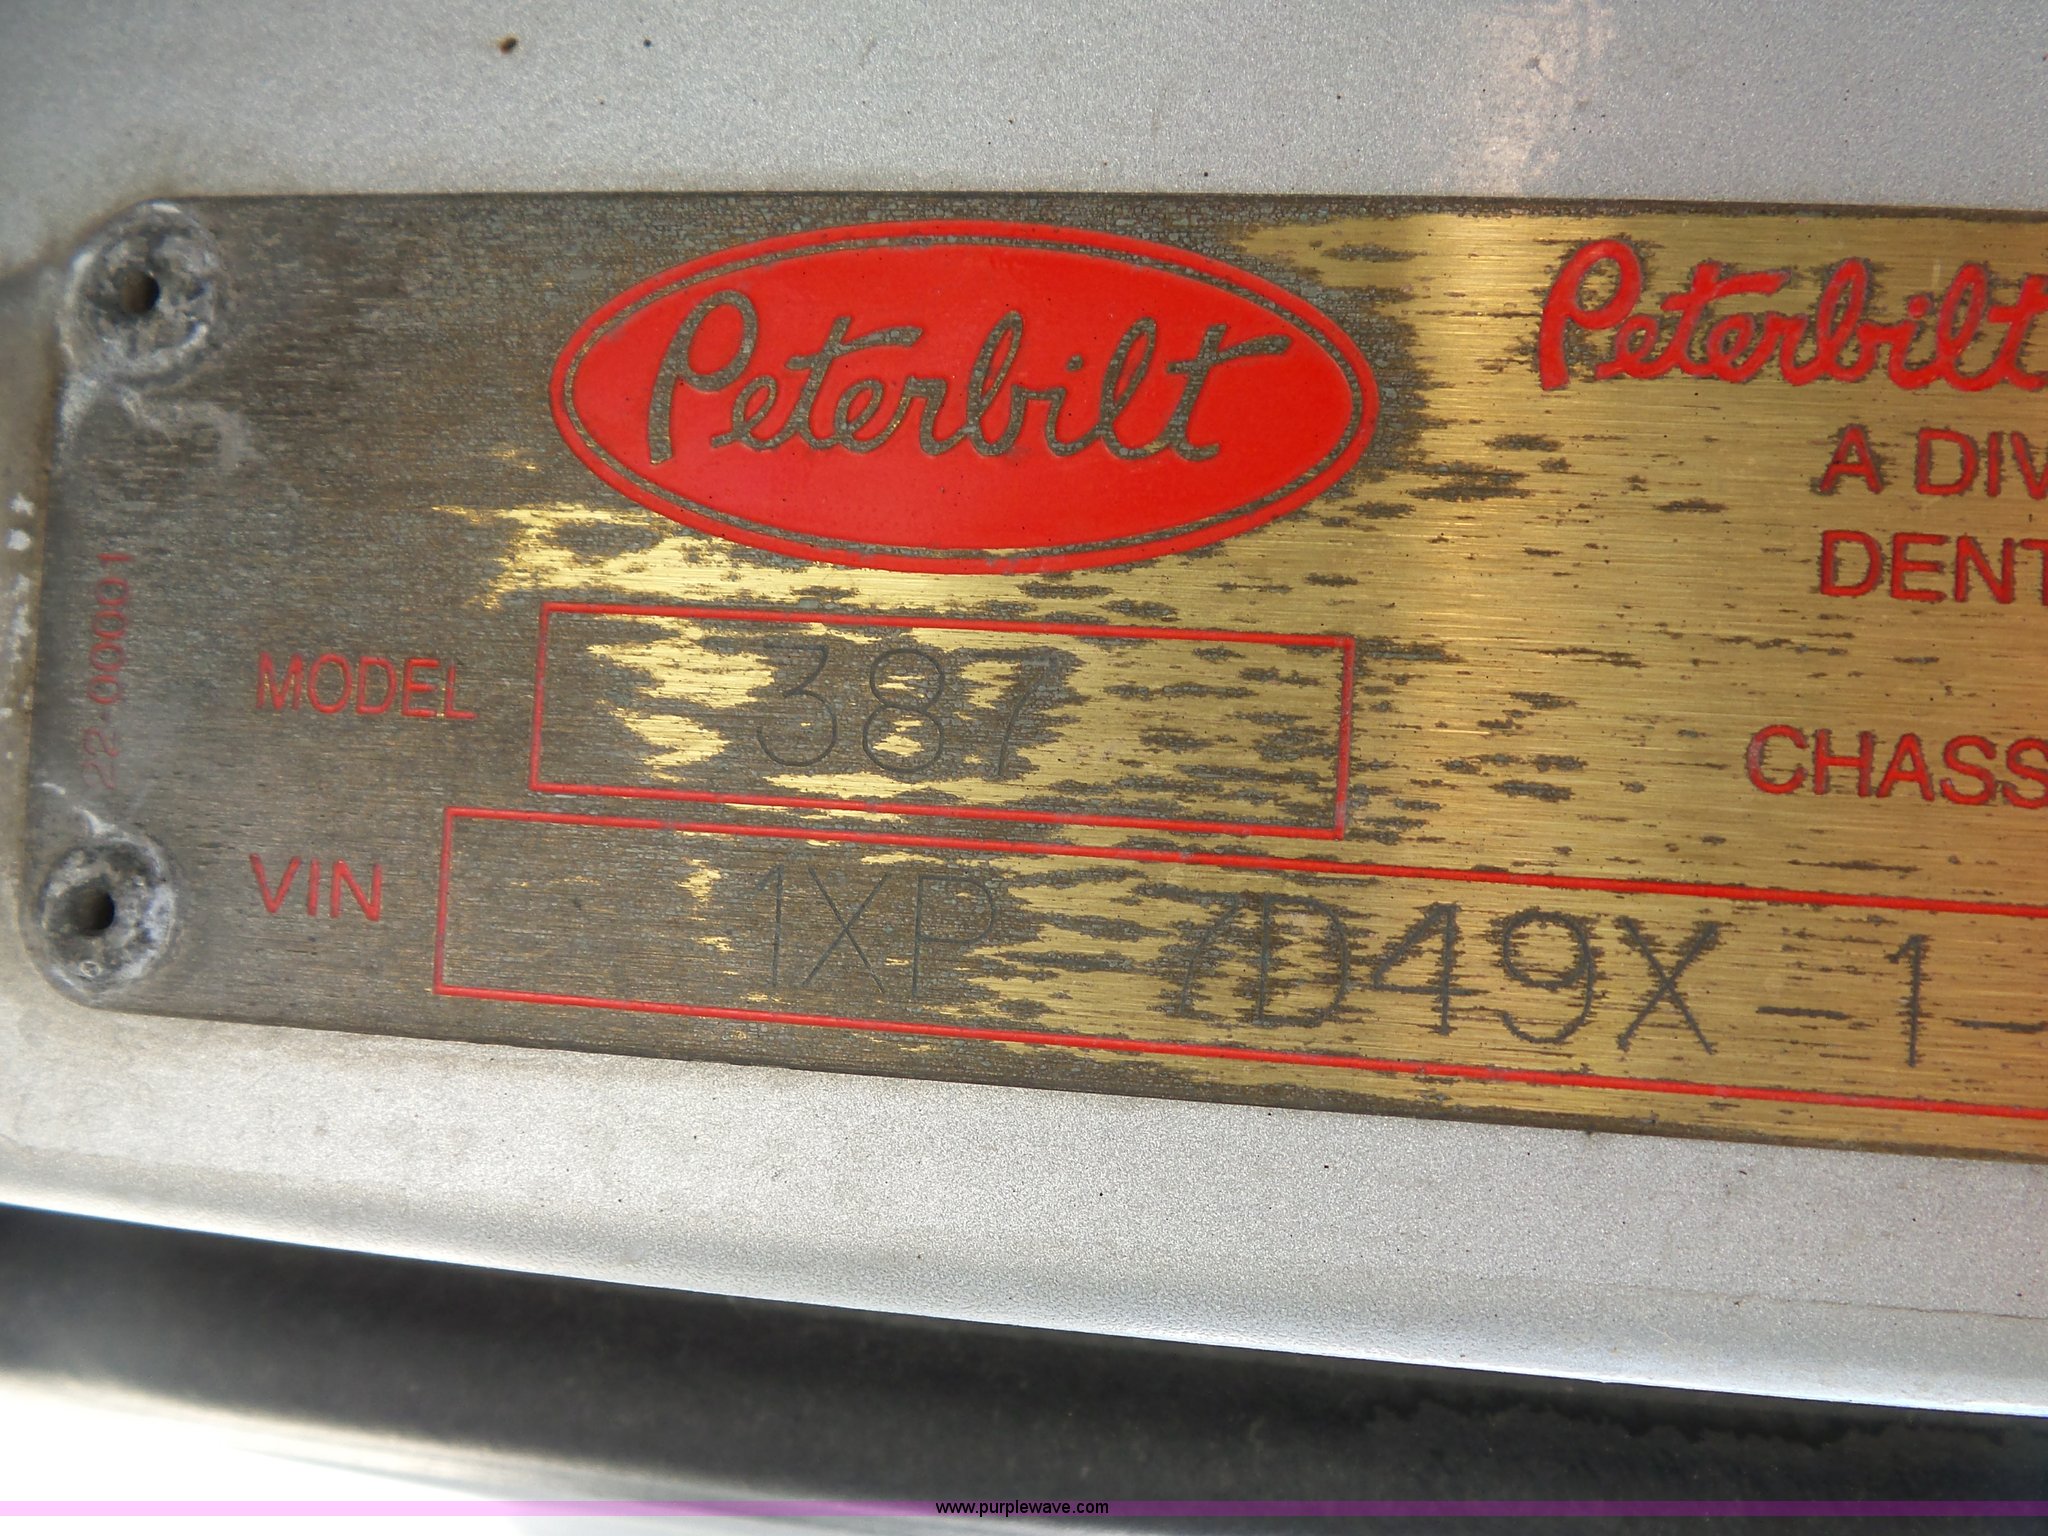 Peterbilt
Peterbilt
A DIV
DENT
22-00001
MODEL 387
CHASS
VIN 1XP-7D49X-1-
www.purplewave.com